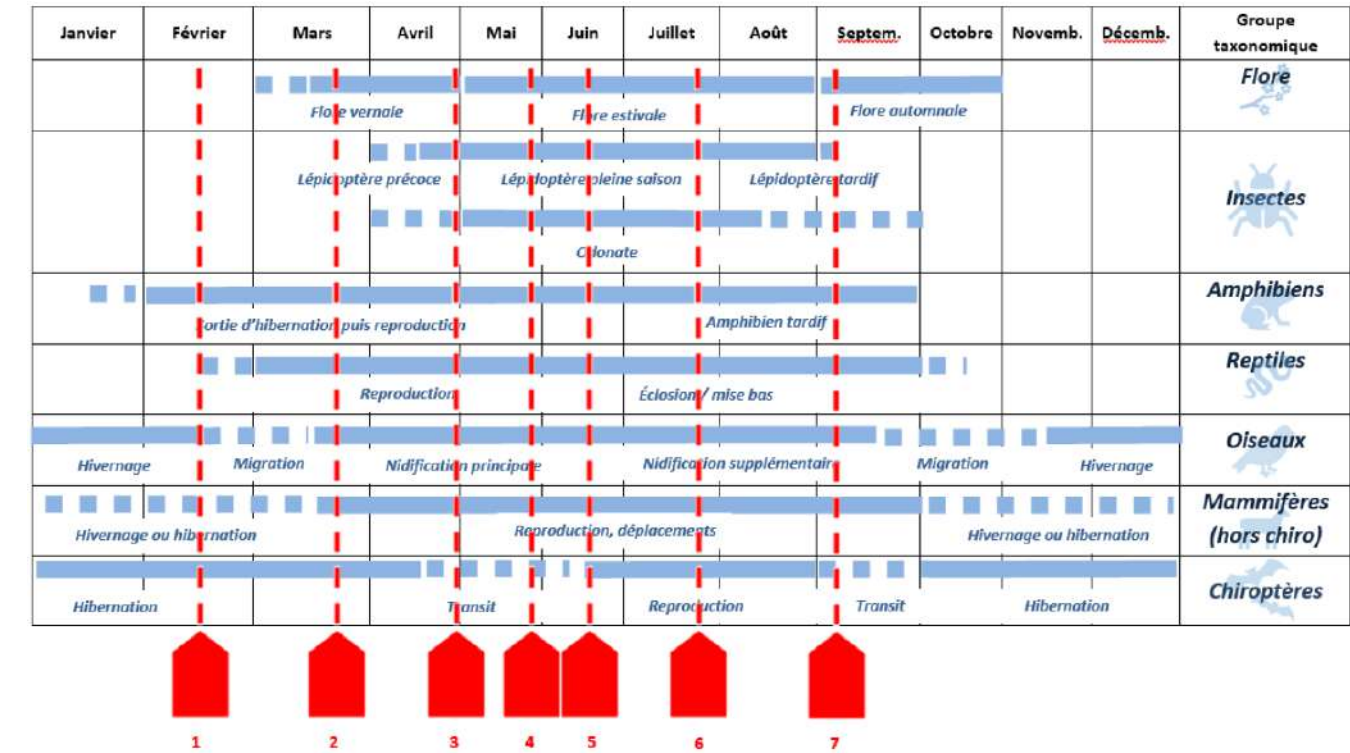 Janvier
Février
Mars
Avril
Mai
Juin
Juillet
Août
Septem.
Octobre
Novemb.
Décemb.
Groupe
taxonomique
Flore vernale
Flore estivale
Flore automnale
Flore
Lépidoptère précoce
Lépidoptère pleine saison
Lépidoptère tardif
Odonate
Insectes
Sortie d'hibernation puis reproduction
Amphibien tardif
Amphibiens
Reproduction
Éclosion / mise bas
Reptiles
Hivernage
Migration
Nidification principale
Nidification supplémentaire
Migration
Hivernage
Oiseaux
Hivernage ou hibernation
Reproduction, déplacements
Hivernage ou hibernation
Mammifères
(hors chiro)
Hibernation
Transit
Reproduction
Transit
Hibernation
Chiroptères
1
2
3
4
5
6
7